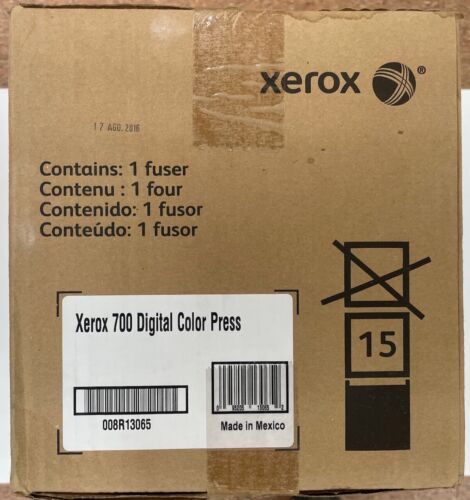 xerox®
17 AGO. 2016
Contains: 1 fuser
Contenu : 1 four
Contenido: 1 fusor
Conteúdo: 1 fusor
Xerox 700 Digital Color Press
008R13065
Made in Mexico
15